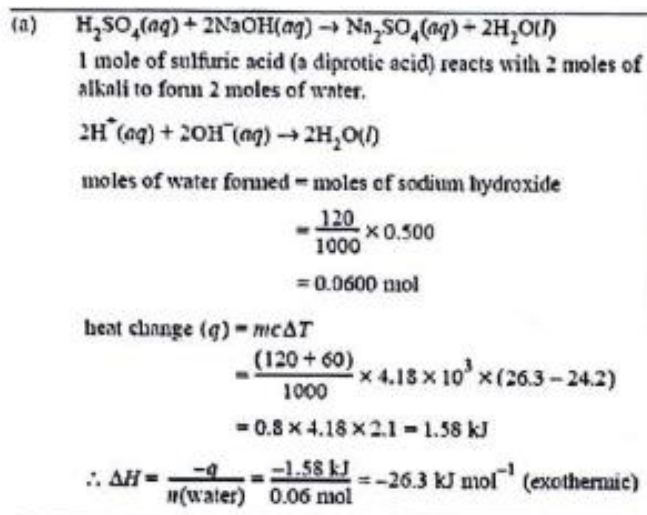 (a) H₂SO₄(aq) + 2NaOH(aq) → Na₂SO₄(aq) + 2H₂O(l)
1 mole of sulfuric acid (a diprotic acid) reacts with 2 moles of
alkali to form 2 moles of water.
2H⁺(aq) + 2OH⁻(aq) → 2H₂O(l)
moles of water formed = moles of sodium hydroxide
= 120/1000 × 0.500
= 0.0600 mol
heat change (q) = mcΔT
= (120 + 60)/1000 × 4.18 × 10³ × (26.3 – 24.2)
= 0.8 × 4.18 × 2.1 = 1.58 kJ
∴ ΔH = –q/n(water) = –1.58 kJ/0.06 mol = –26.3 kJ mol⁻¹ (exothermic)